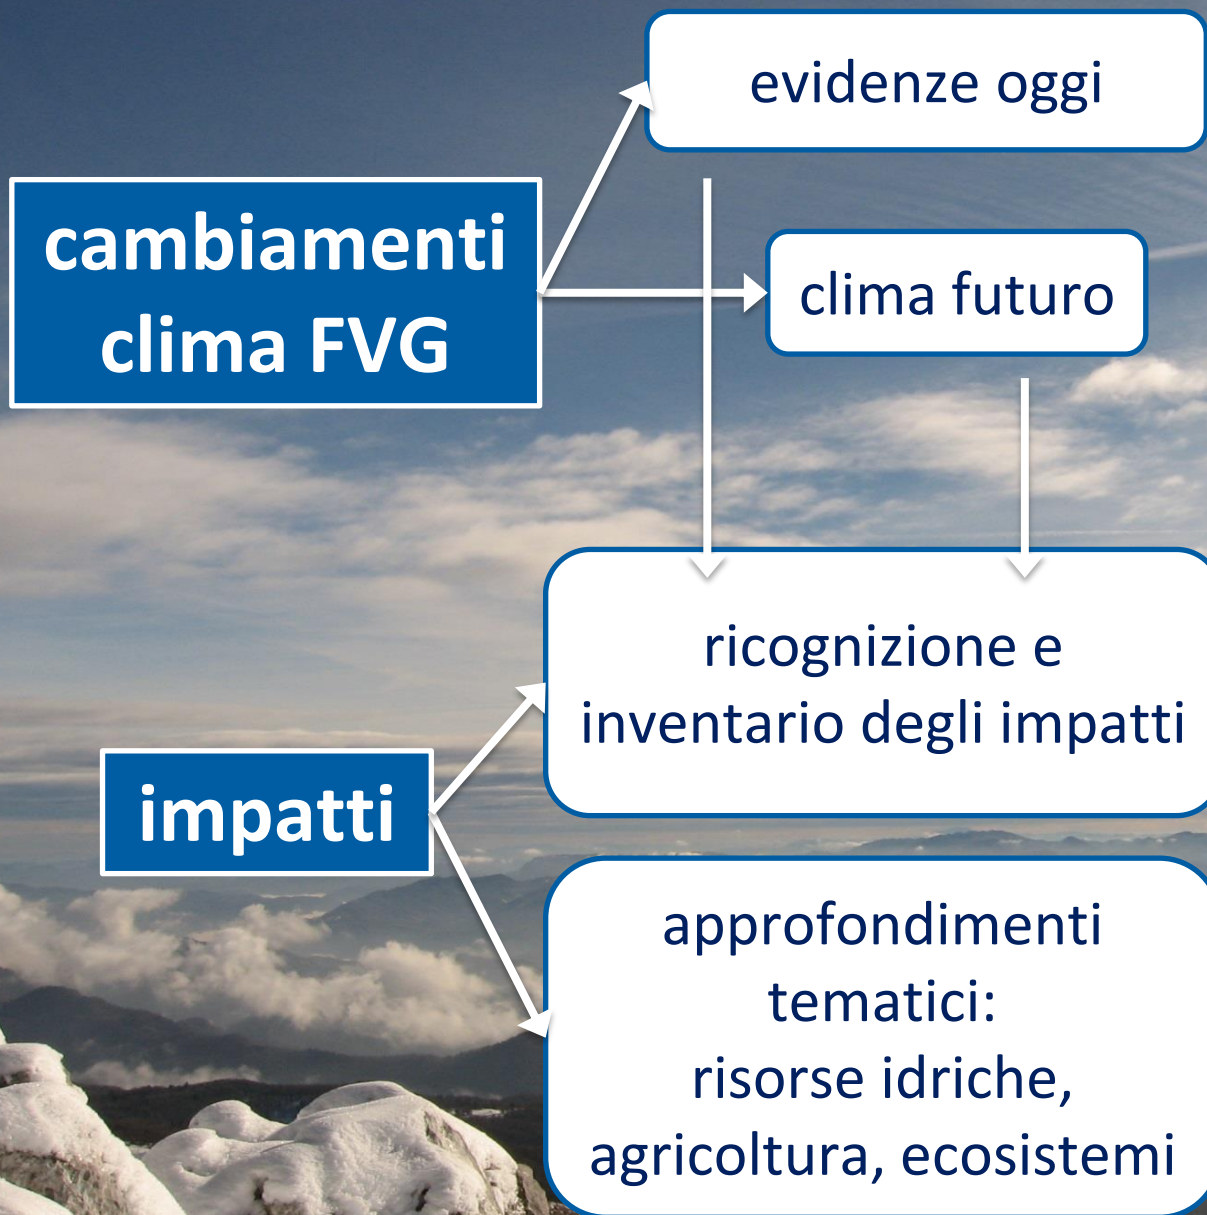 evidenze oggi
cambiamenti
clima FVG
clima futuro
ricognizione e
inventario degli impatti
impatti
approfondimenti
tematici:
risorse idriche,
agricoltura, ecosistemi